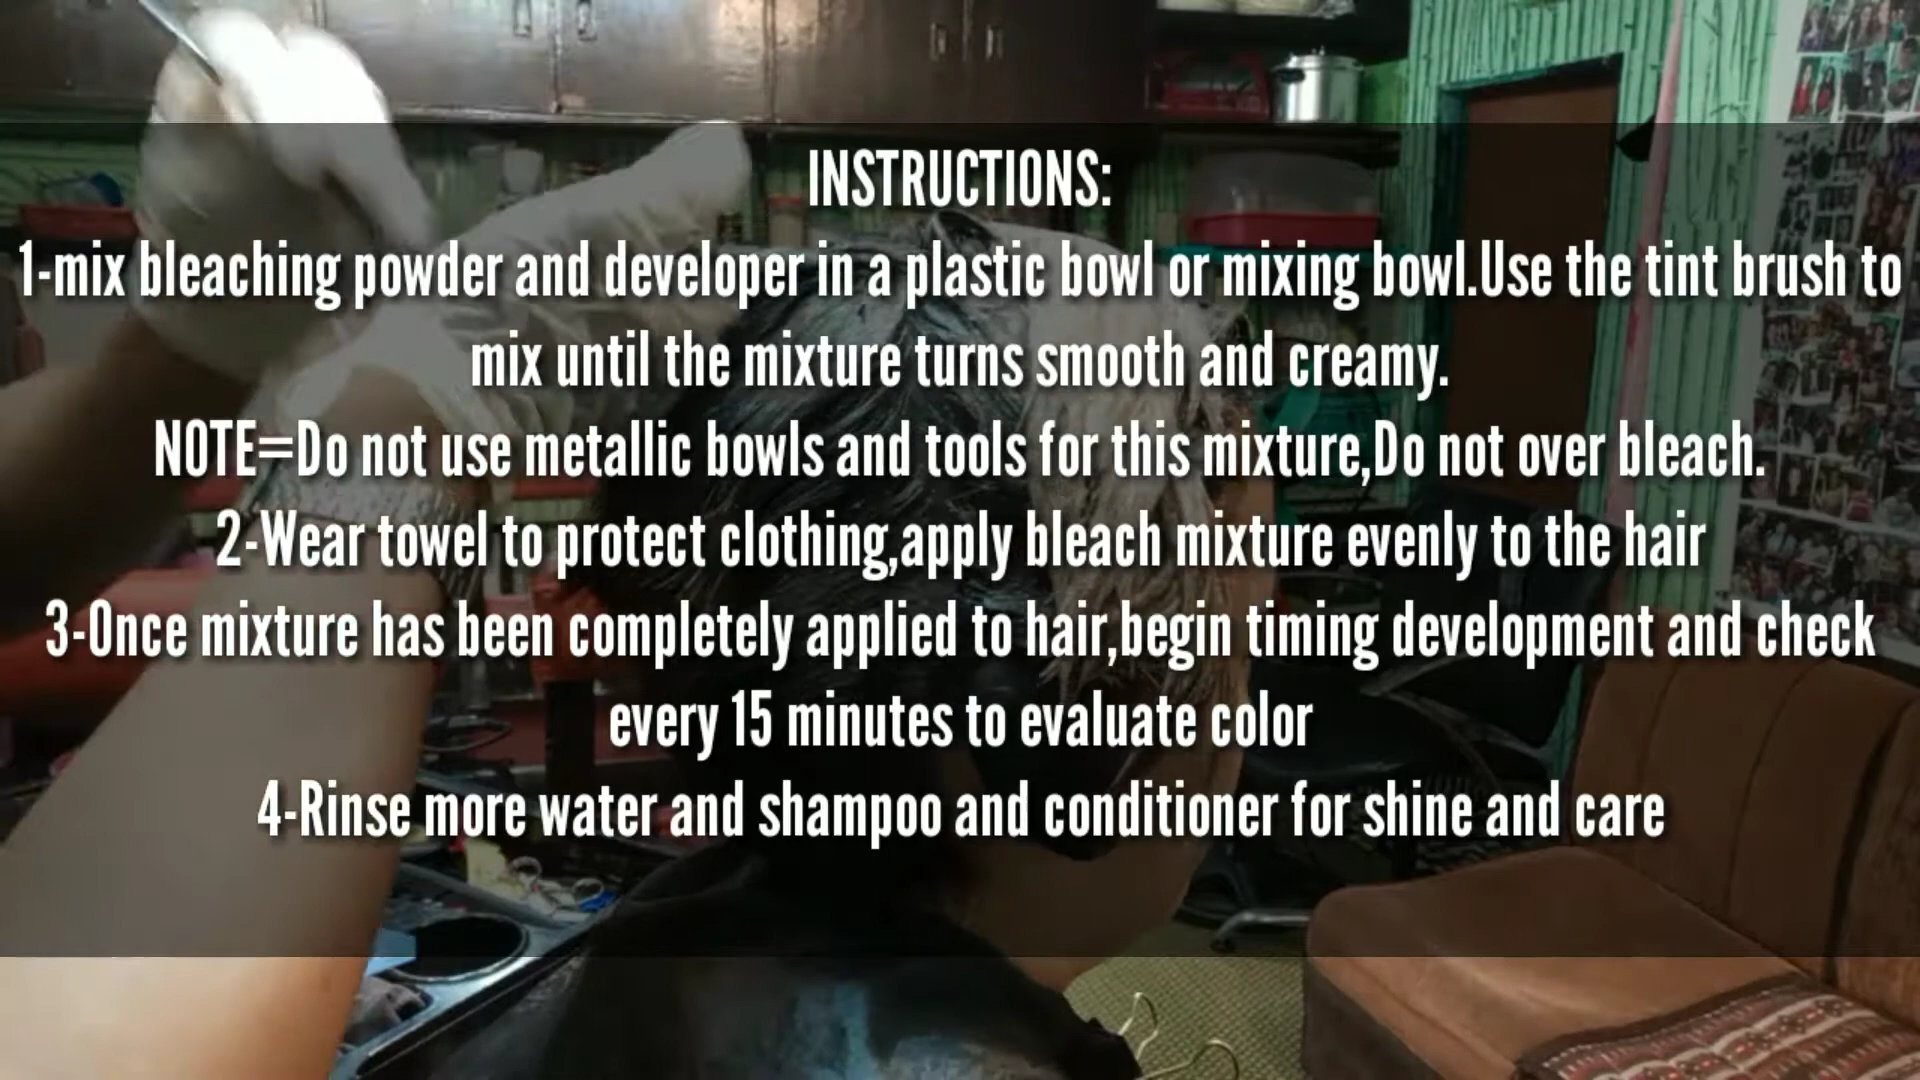 INSTRUCTIONS:
1-mix bleaching powder and developer in a plastic bowl or mixing bowl.Use the tint brush to
mix until the mixture turns smooth and creamy.
NOTE=Do not use metallic bowls and tools for this mixture,Do not over bleach.
2-Wear towel to protect clothing,apply bleach mixture evenly to the hair
3-Once mixture has been completely applied to hair,begin timing development and check
every 15 minutes to evaluate color
4-Rinse more water and shampoo and conditioner for shine and care